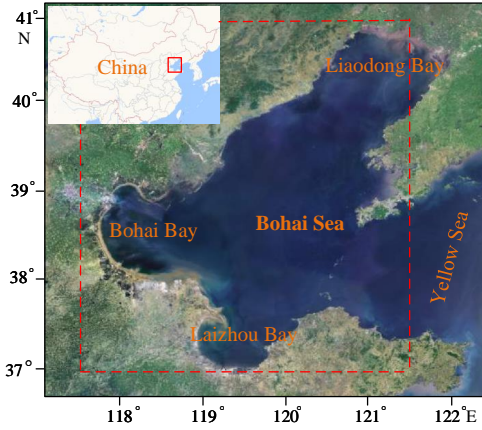 41°
N
China
Liaodong Bay
40°
39°
Bohai Bay
Bohai Sea
Yellow Sea
38°
Laizhou Bay
37°
118° 119° 120° 121° 122°E